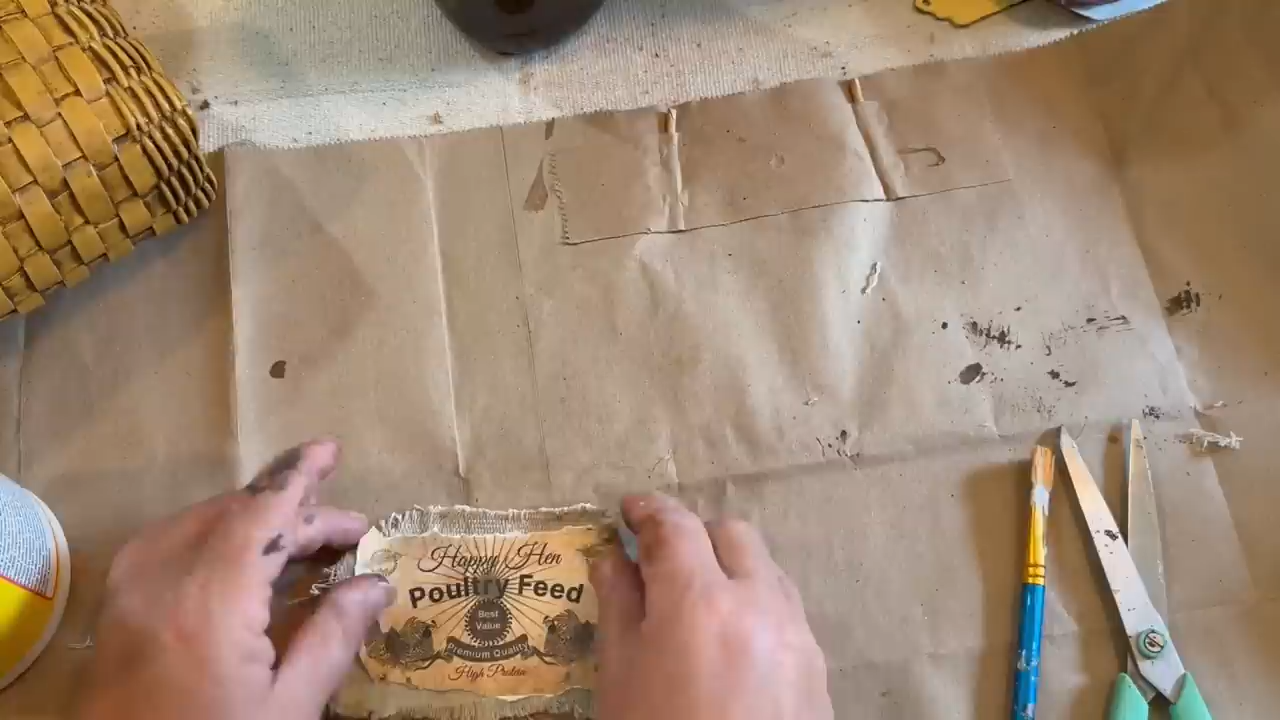 Happy Hen
Poultry Feed
Best
Value
Premium Quality
High Protein